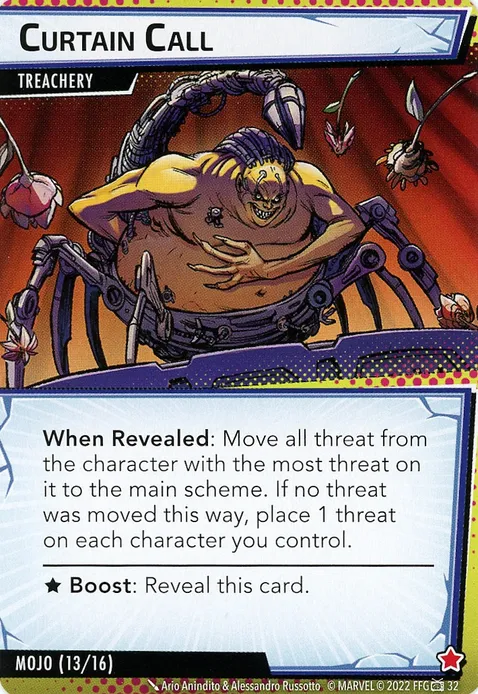 CURTAIN CALL
TREACHERY
When Revealed: Move all threat from
the character with the most threat on
it to the main scheme. If no threat
was moved this way, place 1 threat
on each character you control.
★ Boost: Reveal this card.
MOJO (13/16)
Ario Anindito & Alessandro Russotto © MARVEL © 2022 FFG 32